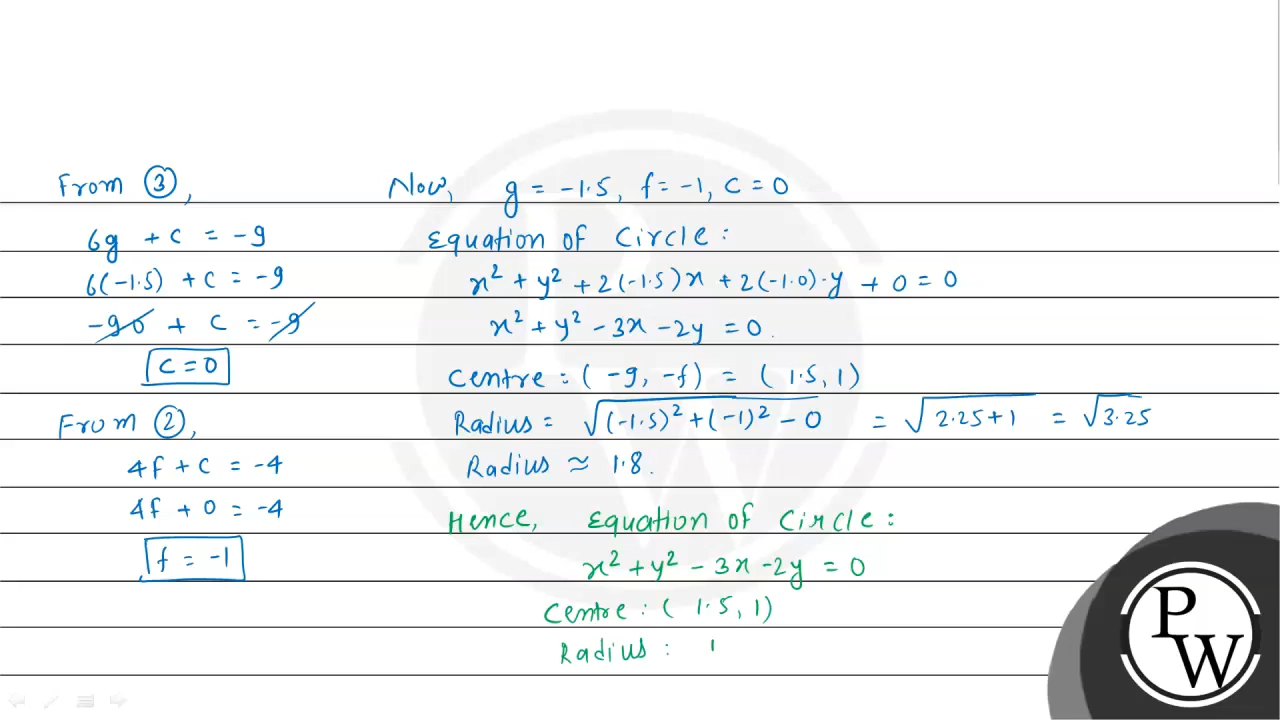 From ③,
6g + c = -9
6(-1.5) + c = -9
-9.0 + c = -9
c = 0
From ②,
4f + c = -4
4f + 0 = -4
f = -1
Now, g = -1.5, f = -1, c = 0
Equation of Circle:
x² + y² + 2(-1.5)x + 2(-1.0)·y + 0 = 0
x² + y² - 3x - 2y = 0.
Centre: (-g, -f) = (1.5, 1)
Radius = √((-1.5)² + (-1)² - 0) = √(2.25+1) = √3.25
Radius ≈ 1.8.
Hence, Equation of Circle:
x² + y² - 3x - 2y = 0
Centre: (1.5, 1)
Radius: 1
PW